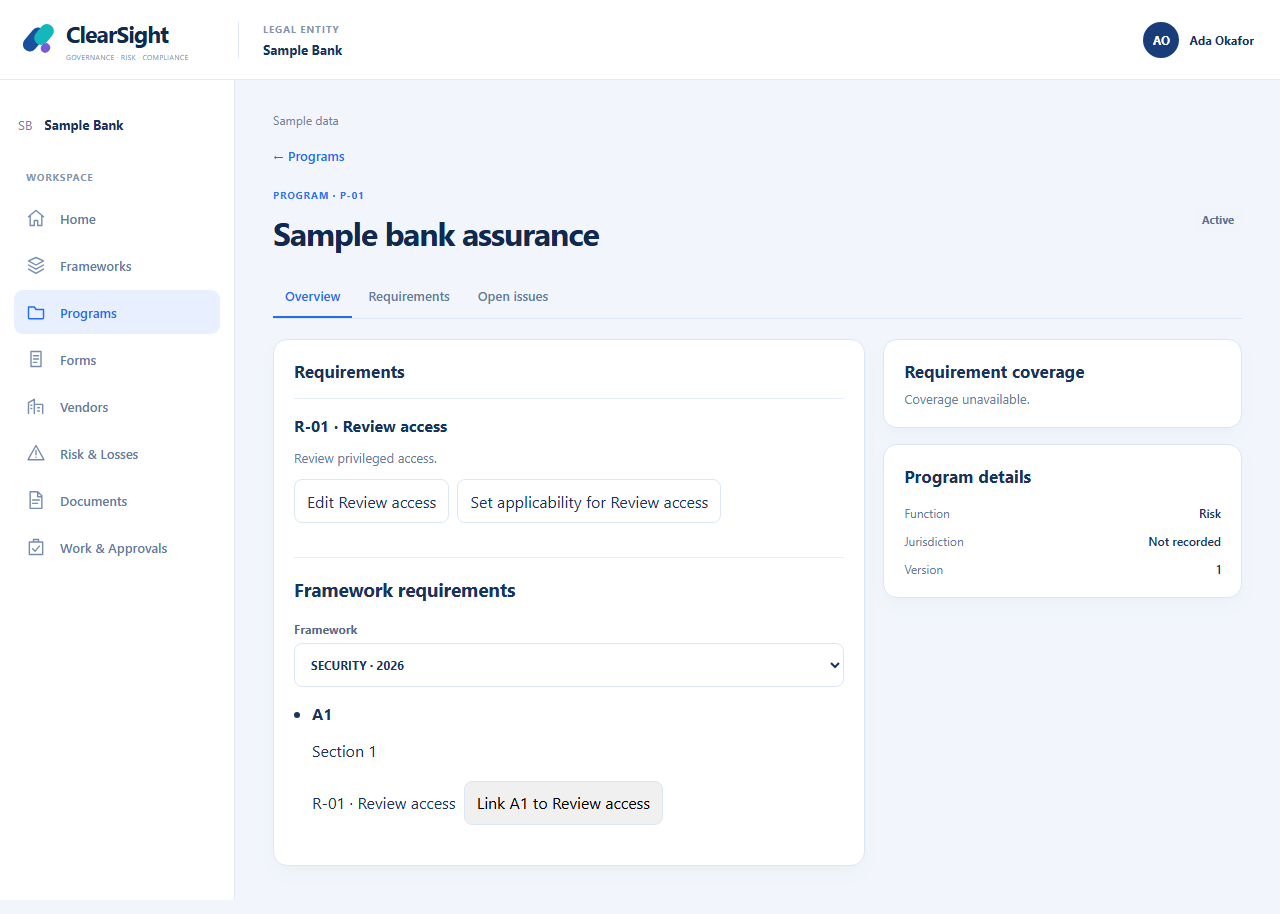 ClearSight
GOVERNANCE · RISK · COMPLIANCE
LEGAL ENTITY
Sample Bank
AO
Ada Okafor
SB
Sample Bank
WORKSPACE
Home
Frameworks
Programs
Forms
Vendors
Risk & Losses
Documents
Work & Approvals
Sample data
← Programs
PROGRAM · P-01
Sample bank assurance
Active
Overview
Requirements
Open issues
Requirements
R-01 · Review access
Review privileged access.
Edit Review access
Set applicability for Review access
Framework requirements
Framework
SECURITY · 2026
• A1
Section 1
R-01 · Review access
Link A1 to Review access
Requirement coverage
Coverage unavailable.
Program details
Function Risk
Jurisdiction Not recorded
Version 1